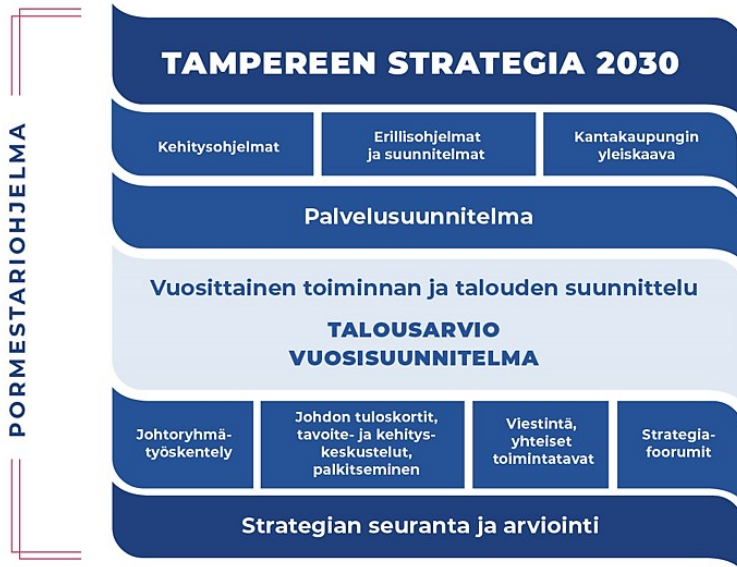 PORMESTARIOHJELMA
TAMPEREEN STRATEGIA 2030
Kehitysohjelmat
Erillisohjelmat
ja suunnitelmat
Kantakaupungin
yleiskaava
Palvelusuunnitelma
Vuosittainen toiminnan ja talouden suunnittelu
TALOUSARVIO
VUOSISUUNNITELMA
Johtoryhmä-
työskentely
Johdon tuloskortit,
tavoite- ja kehitys-
keskustelut,
palkitseminen
Viestintä,
yhteiset
toimintatavat
Strategia-
foorumit
Strategian seuranta ja arviointi